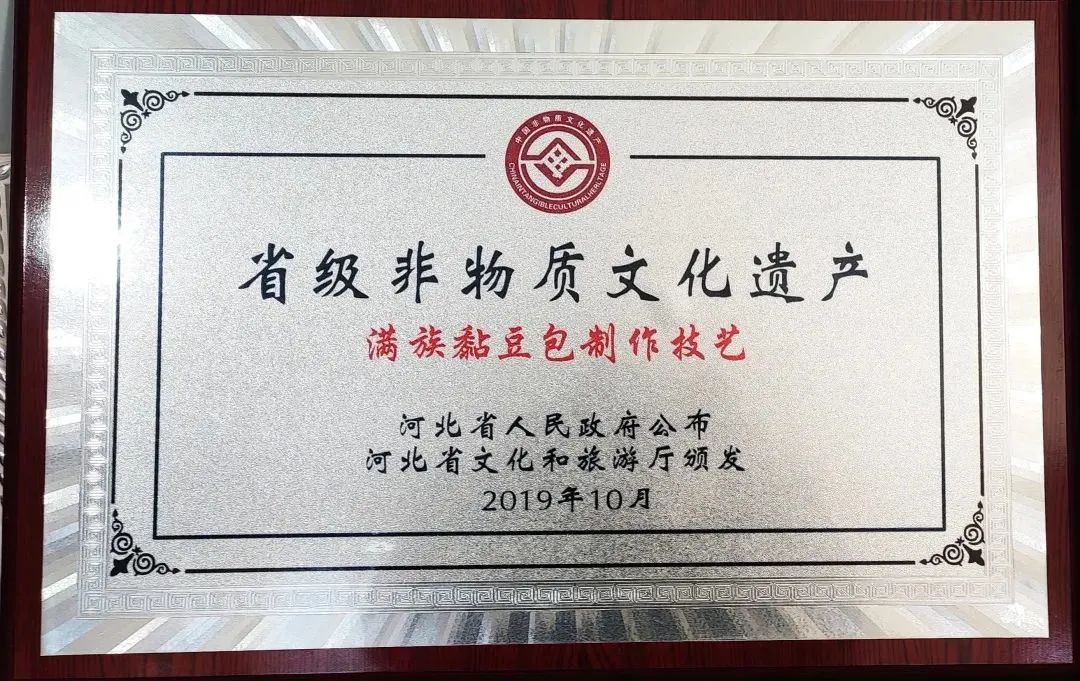 中国非物质文化遗产
CHINAINTANGIBLECULTURALHERLTAGE
省级非物质文化遗产
满族黏豆包制作技艺
河北省人民政府公布
河北省文化和旅游厅颁发
2019年10月